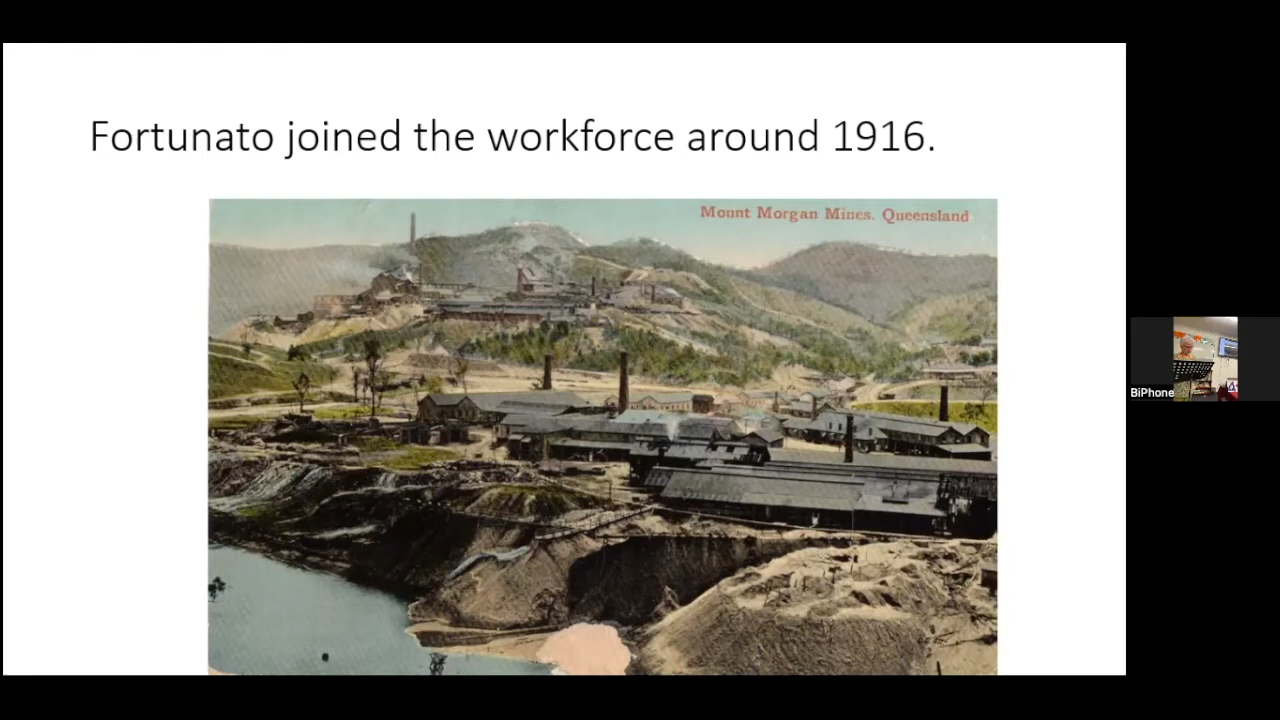 Fortunato joined the workforce around 1916.
Mount Morgan Mines. Queensland
BiPhone